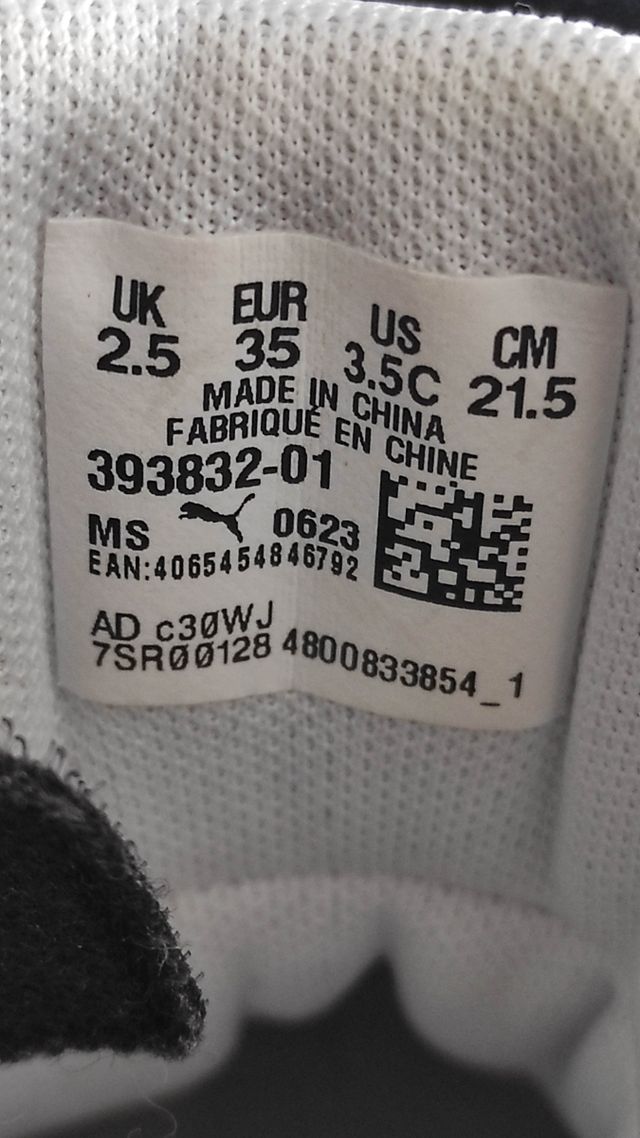 UK EUR US CM
2.5 35 3.5C 21.5
MADE IN CHINA
FABRIQUÉ EN CHINE
393832-01
MS 0623
EAN:4065454846792
AD c30WJ
7SR00128 4800833854_1